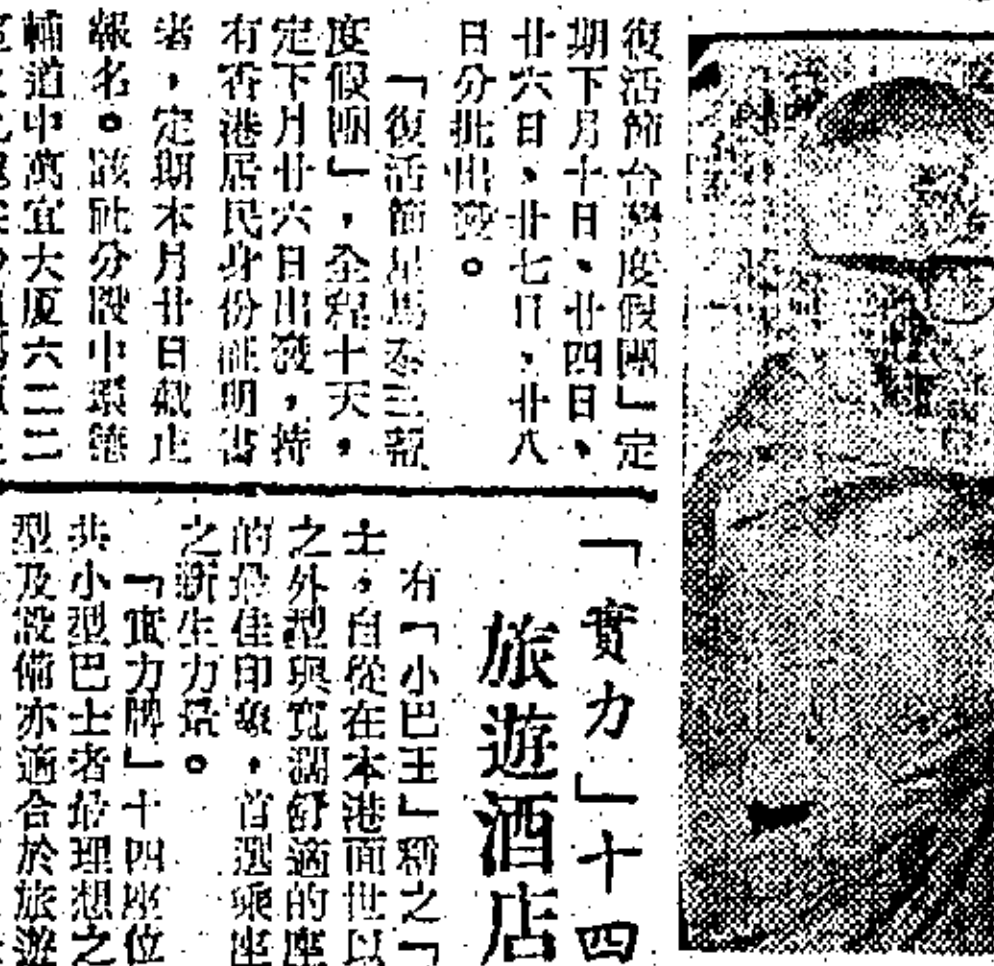 復活節台灣度假團」定
期下月十日、廿四日、
廿六日、廿七日、廿八
日分批出發。
「復活節星馬泰三最
度假團」，全程十天，
定下月廿六日出發，持
有香港居民身份証明書
者，定期本月廿日截止
報名。該社分設中環德
輔道中萬宜大厦六二二
「實力」十四
旅遊酒店
有「小巴王」稱之「
士，自從在本港面世以
之外型與寬濶舒適的座
的最佳印象，首選乘座
之新生力量。
「實力牌」十四座位
共小型巴士者最理想之
型及設備亦適合於旅遊